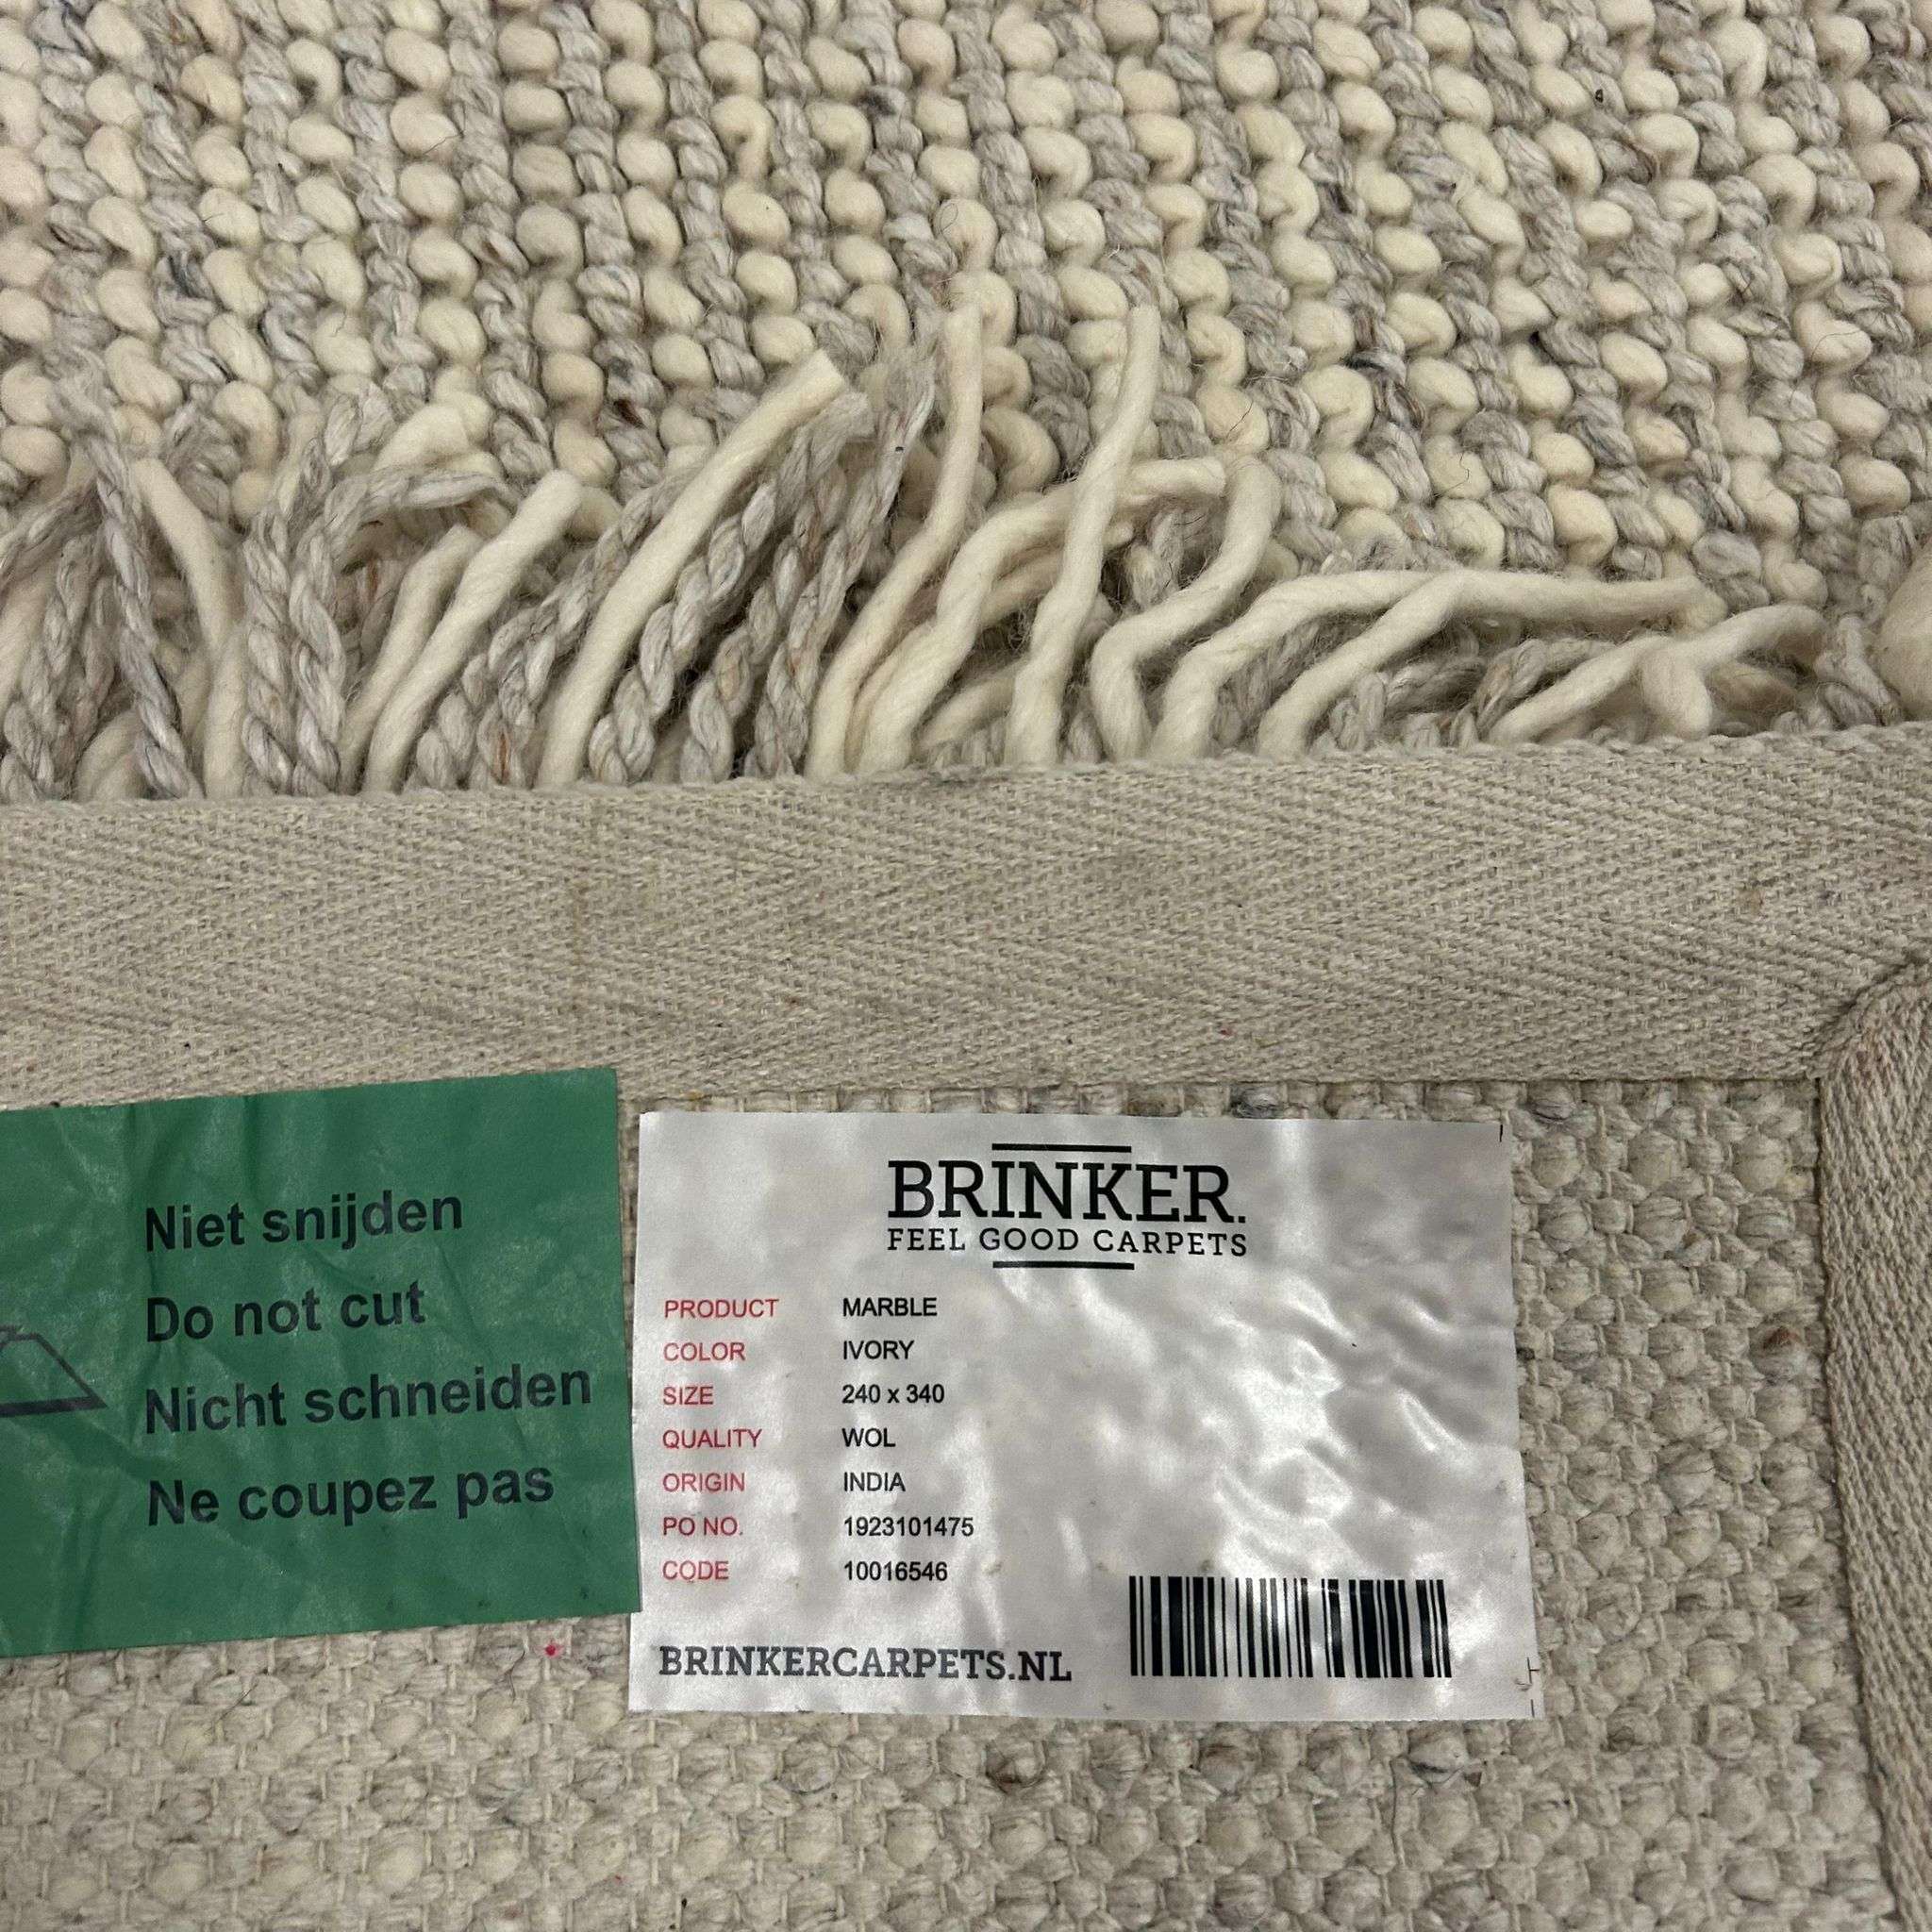 Niet snijden
Do not cut
Nicht schneiden
Ne coupez pas
BRINKER.
FEEL GOOD CARPETS
PRODUCT MARBLE
COLOR IVORY
SIZE 240 x 340
QUALITY WOL
ORIGIN INDIA
PO NO. 1923101475
CODE 10016546
BRINKERCARPETS.NL